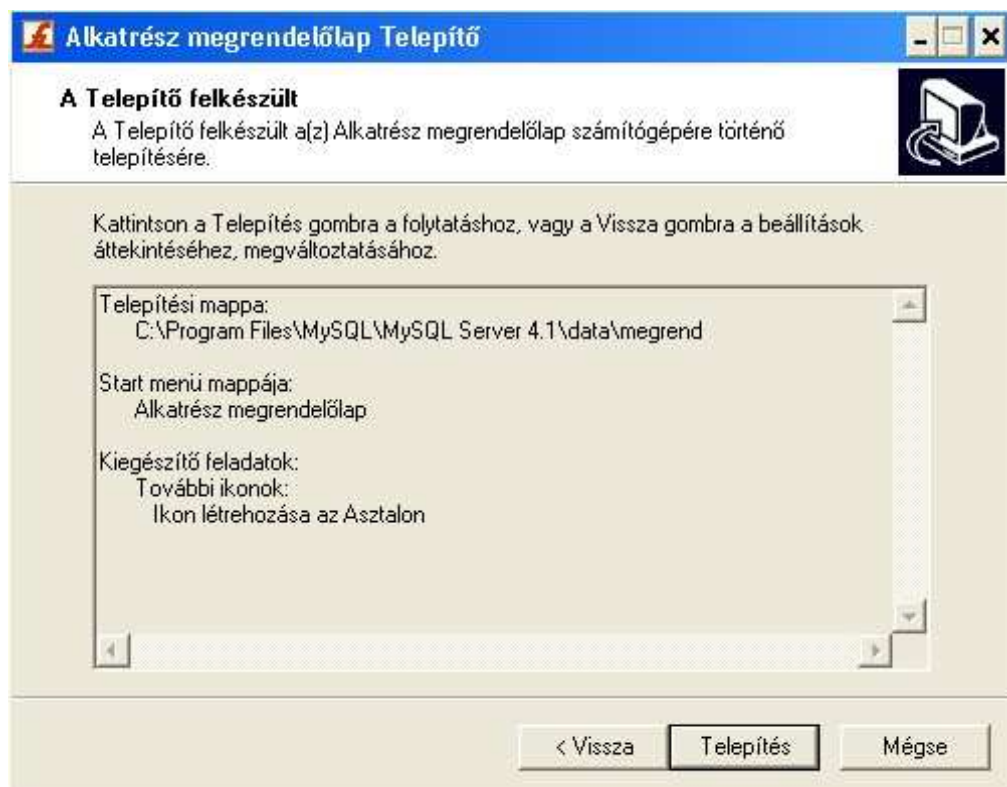 Alkatrész megrendelőlap Telepítő
A Telepítő felkészült
A Telepítő felkészült a(z) Alkatrész megrendelőlap számítógépére történő
telepítésére.
Kattintson a Telepítés gombra a folytatáshoz, vagy a Vissza gombra a beállítások
áttekintéséhez, megváltoztatásához.
Telepítési mappa:
C:\Program Files\MySQL\MySQL Server 4.1\data\megrend
Start menü mappája:
Alkatrész megrendelőlap
Kiegészítő feladatok:
További ikonok:
Ikon létrehozása az Asztalon
< Vissza
Telepítés
Mégse